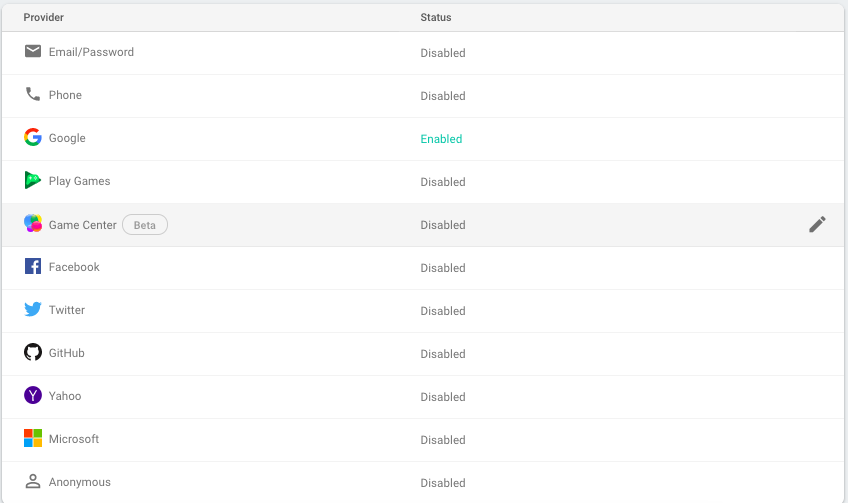 Provider Status
Email/Password Disabled
Phone Disabled
Google Enabled
Play Games Disabled
Game Center Beta Disabled
Facebook Disabled
Twitter Disabled
GitHub Disabled
Yahoo Disabled
Microsoft Disabled
Anonymous Disabled